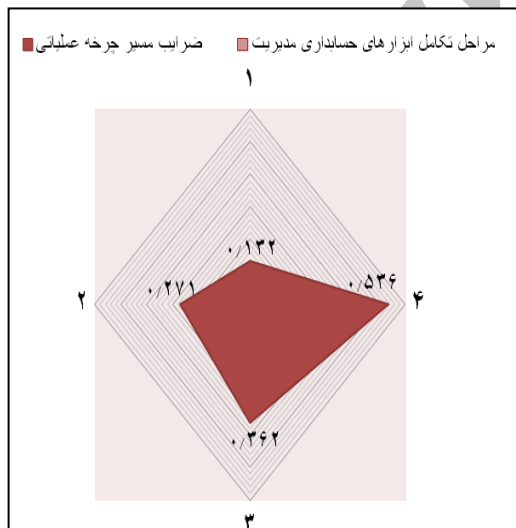 مراحل تکامل ابزارهای حسابداری مدیریت ضرایب مسیر چرخه عملیاتی
۱
۰/۱۳۲
۲ ۰/۲۷۱ ۰/۵۳۶ ۴
۰/۳۶۲
۳